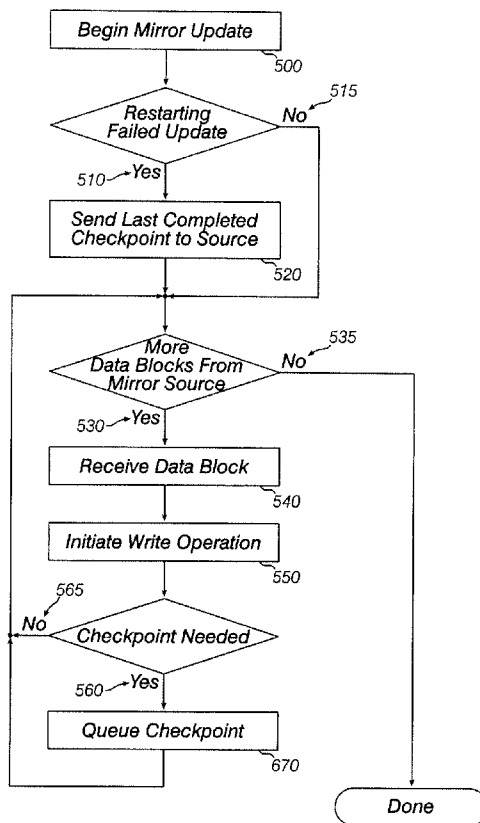 Begin Mirror Update
500
515
Restarting
Failed Update
No
510
Yes
Send Last Completed
Checkpoint to Source
520
More
Data Blocks From
Mirror Source
No
535
530
Yes
Receive Data Block
540
Initiate Write Operation
550
565
No
Checkpoint Needed
560
Yes
Queue Checkpoint
670
Done